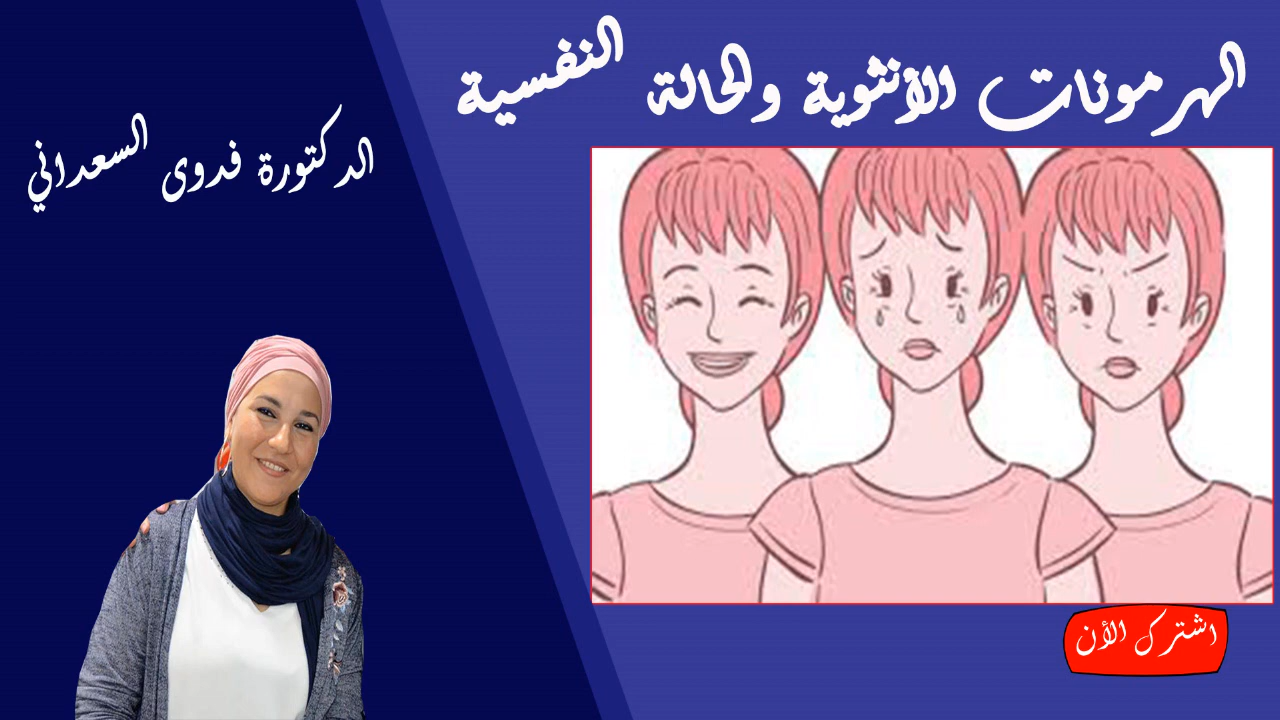 الهرمونات الأنثوية والحالة النفسية
الدكتورة فدوى السعداني
اشترك الأن